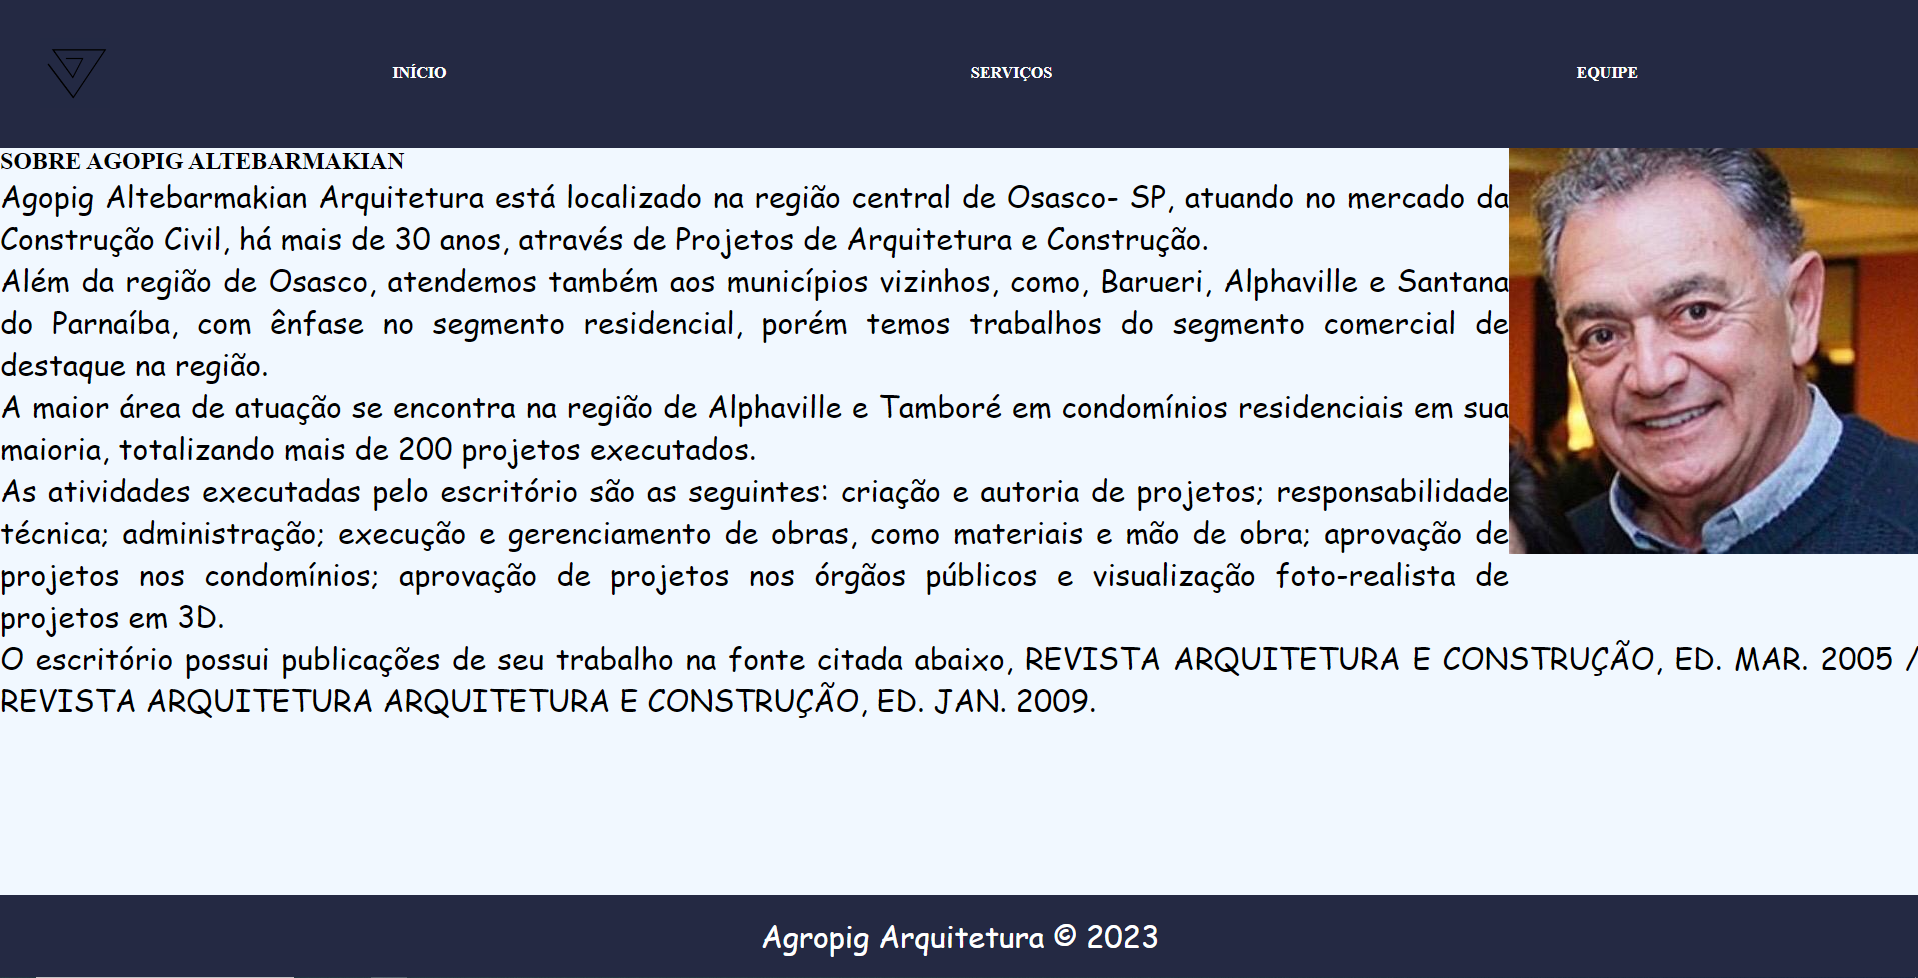 INÍCIO
SERVIÇOS
EQUIPE
SOBRE AGOPIG ALTEBARMAKIAN
Agopig Altebarmakian Arquitetura está localizado na região central de Osasco- SP, atuando no mercado da
Construção Civil, há mais de 30 anos, através de Projetos de Arquitetura e Construção.
Além da região de Osasco, atendemos também aos municípios vizinhos, como, Barueri, Alphaville e Santana
do Parnaíba, com ênfase no segmento residencial, porém temos trabalhos do segmento comercial de
destaque na região.
A maior área de atuação se encontra na região de Alphaville e Tamboré em condomínios residenciais em sua
maioria, totalizando mais de 200 projetos executados.
As atividades executadas pelo escritório são as seguintes: criação e autoria de projetos; responsabilidade
técnica; administração; execução e gerenciamento de obras, como materiais e mão de obra; aprovação de
projetos nos condomínios; aprovação de projetos nos órgãos públicos e visualização foto-realista de
projetos em 3D.
O escritório possui publicações de seu trabalho na fonte citada abaixo, REVISTA ARQUITETURA E CONSTRUÇÃO, ED. MAR. 2005 /
REVISTA ARQUITETURA ARQUITETURA E CONSTRUÇÃO, ED. JAN. 2009.
Agropig Arquitetura © 2023